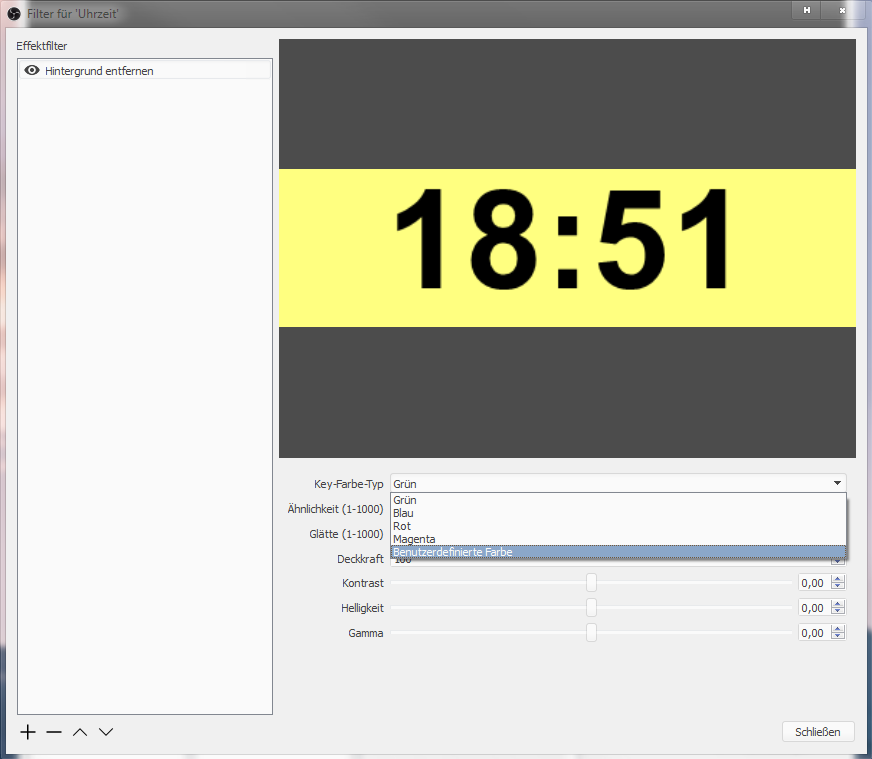 Filter für 'Uhrzeit'
Effektfilter
Hintergrund entfernen
18:51
Key-Farbe-Typ Grün
Grün
Ähnlichkeit (1-1000)
Blau
Rot
Glätte (1-1000)
Magenta
Benutzerdefinierte Farbe
Deckkraft 100
Kontrast 0,00
Helligkeit 0,00
Gamma 0,00
Schließen